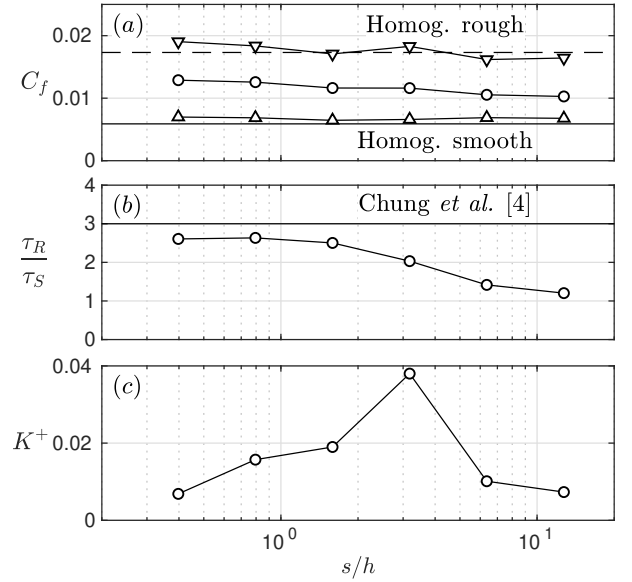 (a)
Homog. rough
0.02
C_f
0.01
Homog. smooth
0
4
(b)
Chung et al. [4]
3
τ_R
τ_S
2
1
0
0.04
(c)
K^+
0.02
0
10^0
10^1
s/h